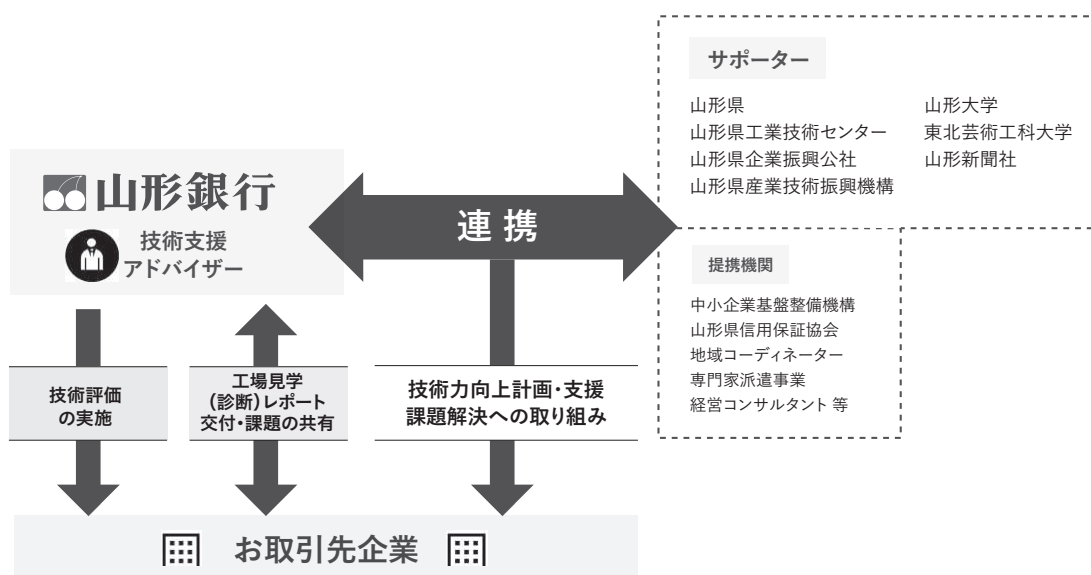 サポーター
山形県
山形県工業技術センター
山形県企業振興公社
山形県産業技術振興機構
山形大学
東北芸術工科大学
山形新聞社
山形銀行
技術支援
アドバイザー
連携
提携機関
中小企業基盤整備機構
山形県信用保証協会
地域コーディネーター
専門家派遣事業
経営コンサルタント 等
技術評価
の実施
工場見学
(診断)レポート
交付・課題の共有
技術力向上計画・支援
課題解決への取り組み
お取引先企業